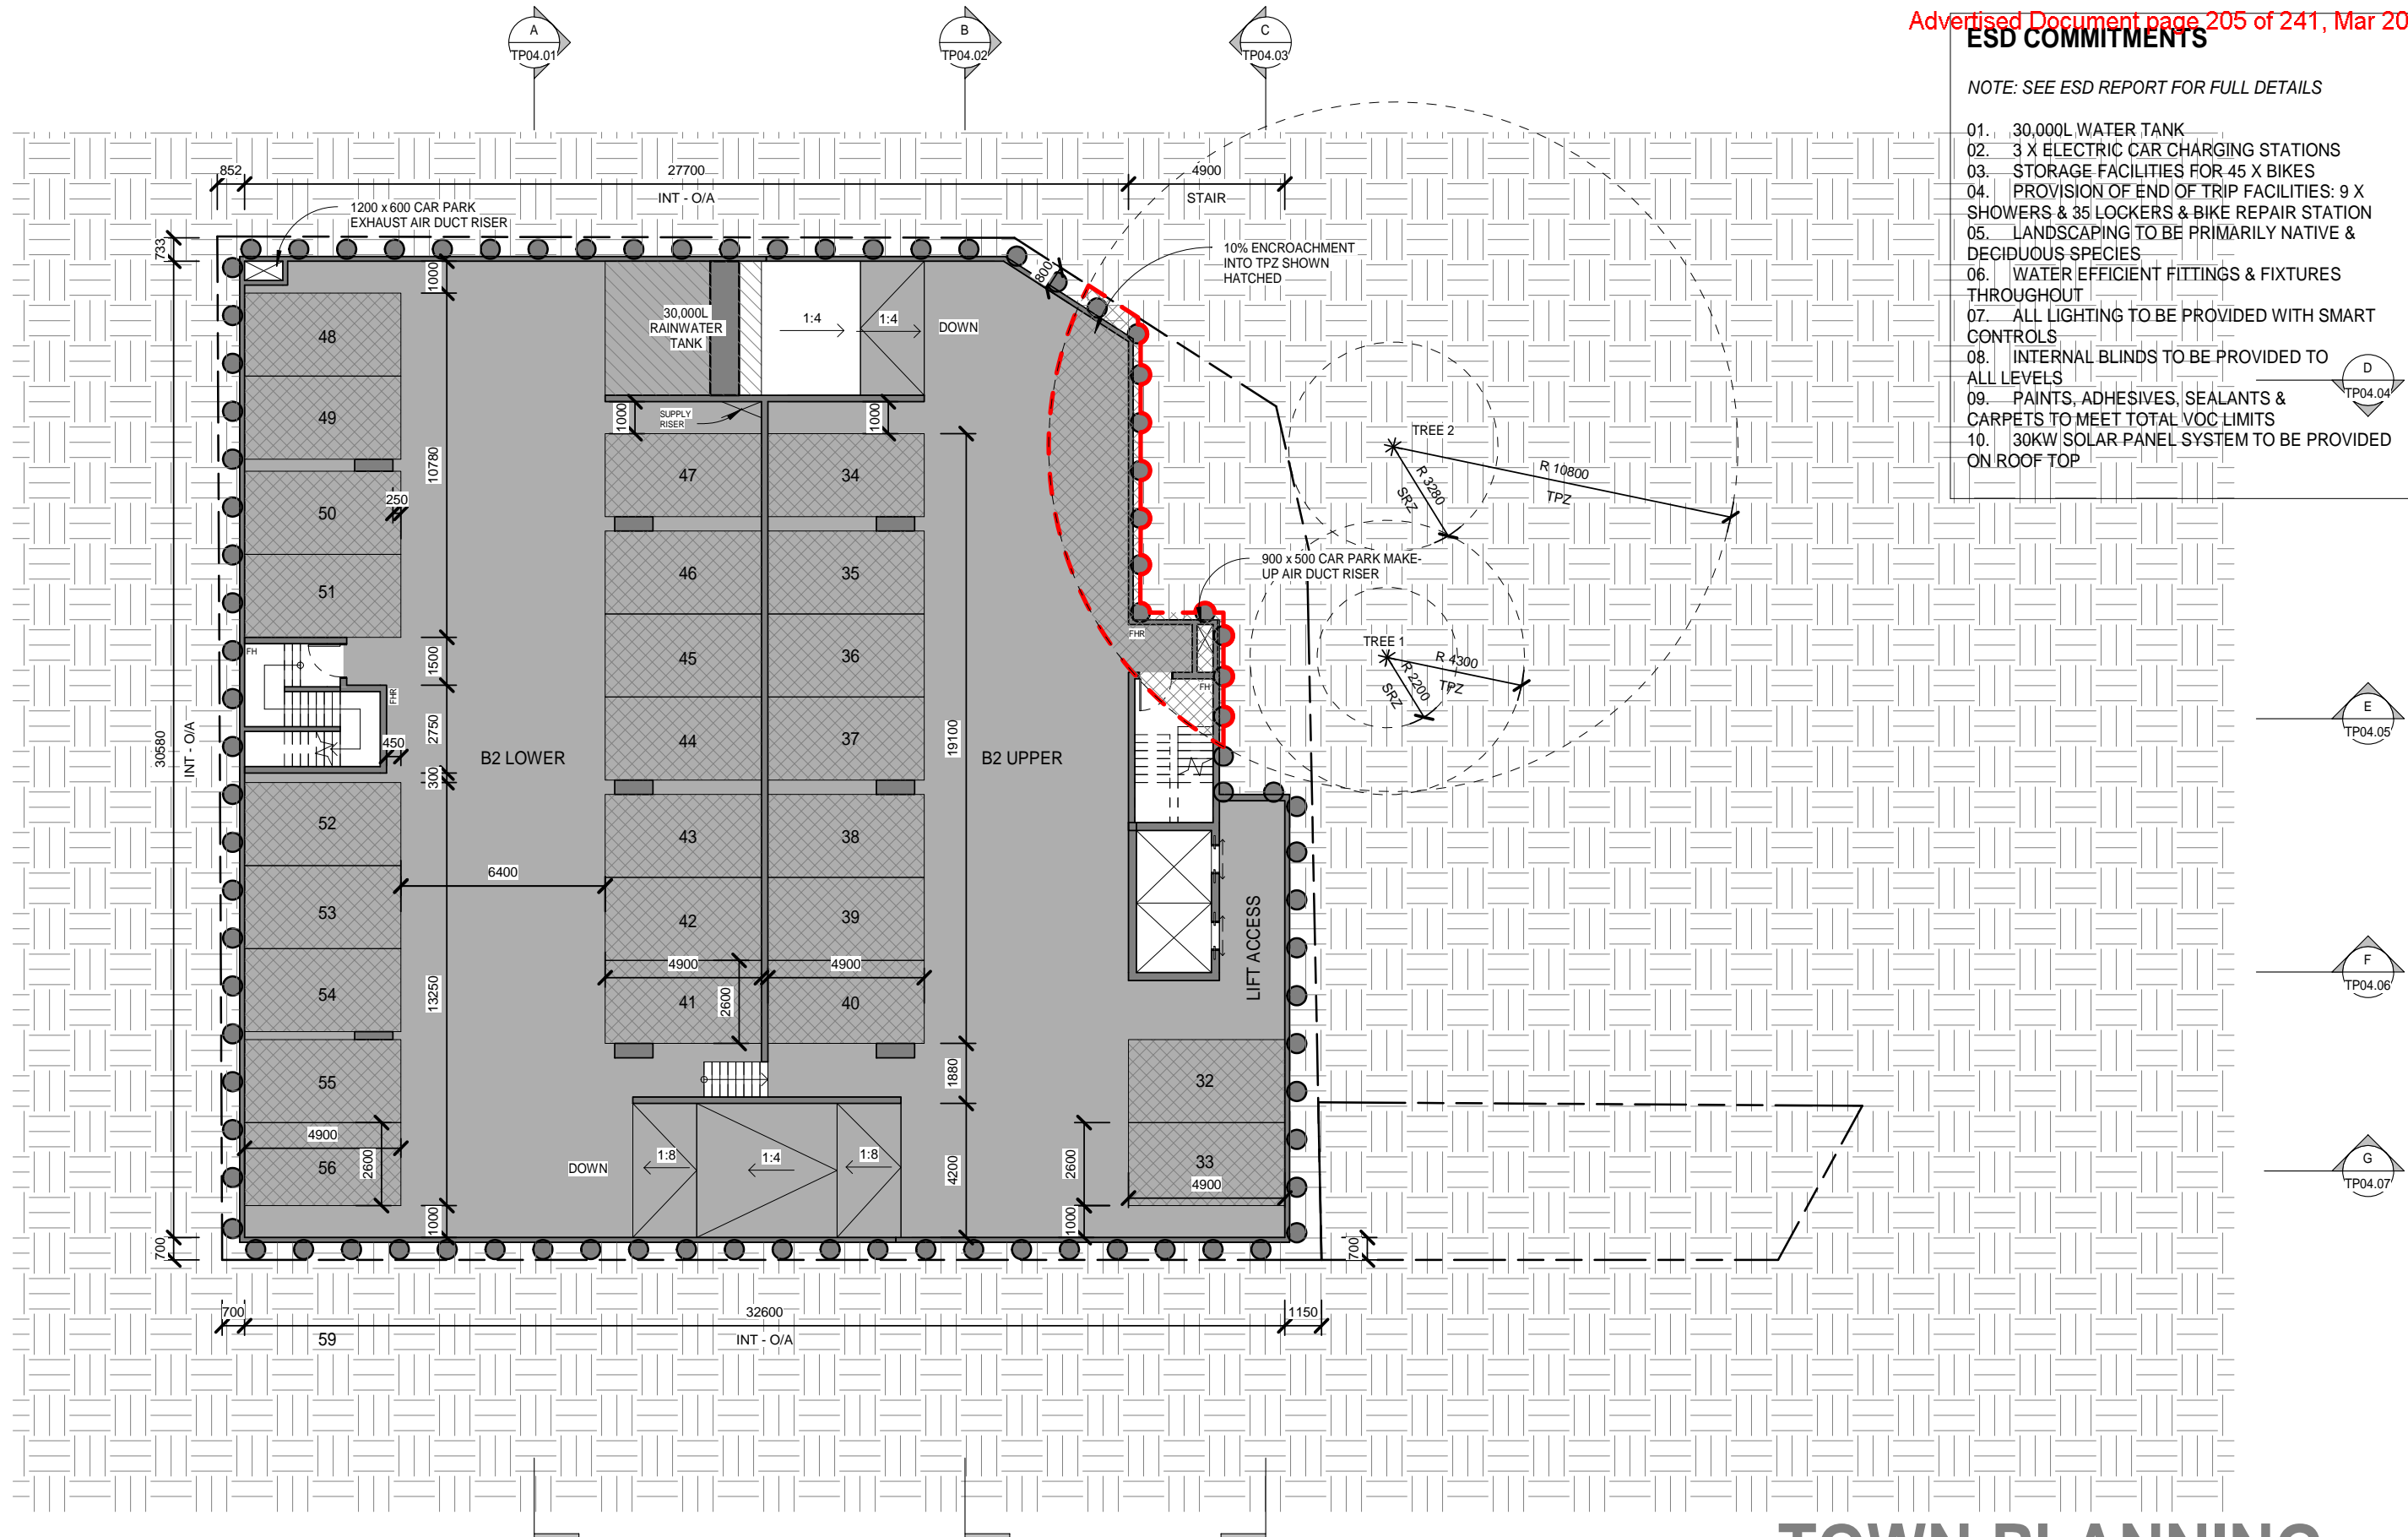 Advertised Document page 205 of 241, Mar 20
A
TP04.01
B
TP04.02
C
TP04.03
ESD COMMITMENTS
NOTE: SEE ESD REPORT FOR FULL DETAILS
01. 30,000L WATER TANK
02. 3 X ELECTRIC CAR CHARGING STATIONS
03. STORAGE FACILITIES FOR 45 X BIKES
04. PROVISION OF END OF TRIP FACILITIES: 9 X
SHOWERS & 35 LOCKERS & BIKE REPAIR STATION
05. LANDSCAPING TO BE PRIMARILY NATIVE &
DECIDUOUS SPECIES
06. WATER EFFICIENT FITTINGS & FIXTURES
THROUGHOUT
07. ALL LIGHTING TO BE PROVIDED WITH SMART
CONTROLS
08. INTERNAL BLINDS TO BE PROVIDED TO
ALL LEVELS
09. PAINTS, ADHESIVES, SEALANTS &
CARPETS TO MEET TOTAL VOC LIMITS
10. 30KW SOLAR PANEL SYSTEM TO BE PROVIDED
ON ROOF TOP
D
TP04.04
E
TP04.05
F
TP04.06
G
TP04.07
852
27700
4900
INT - O/A
STAIR
1200 x 600 CAR PARK
EXHAUST AIR DUCT RISER
733
1000
800
10% ENCROACHMENT
INTO TPZ SHOWN
HATCHED
30,000L
RAINWATER
TANK
1:4
1:4
DOWN
48
49
50
51
10780
250
1000
SUPPLY
RISER
1000
47
34
46
35
45
36
44
37
43
38
42
39
41
40
TREE 2
R 10800
TPZ
R 3280
SRZ
900 x 500 CAR PARK MAKE-
UP AIR DUCT RISER
TREE 1
R 4300
TPZ
R 2200
SRZ
FHR
FH
FH
FHR
1500
2750
450
300
30580
INT - O/A
B2 LOWER
19100
B2 UPPER
52
53
54
55
56
6400
13250
4900
4900
2600
LIFT ACCESS
1880
32
33
4900
2600
1000
DOWN
1:8
1:4
1:8
4200
2600
4900
1000
700
700
700
32600
1150
INT - O/A
59
TOWN PLANNING